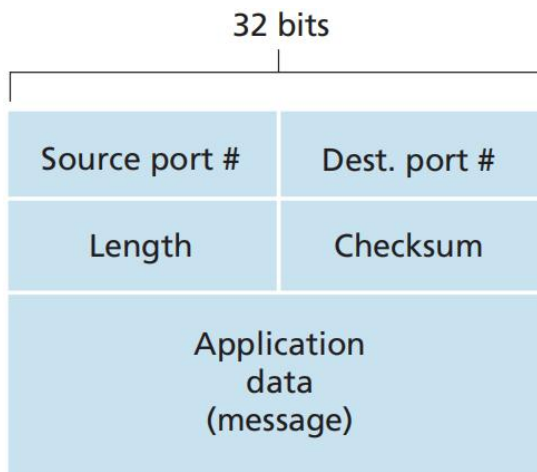 32 bits
Source port #
Dest. port #
Length
Checksum
Application
data
(message)